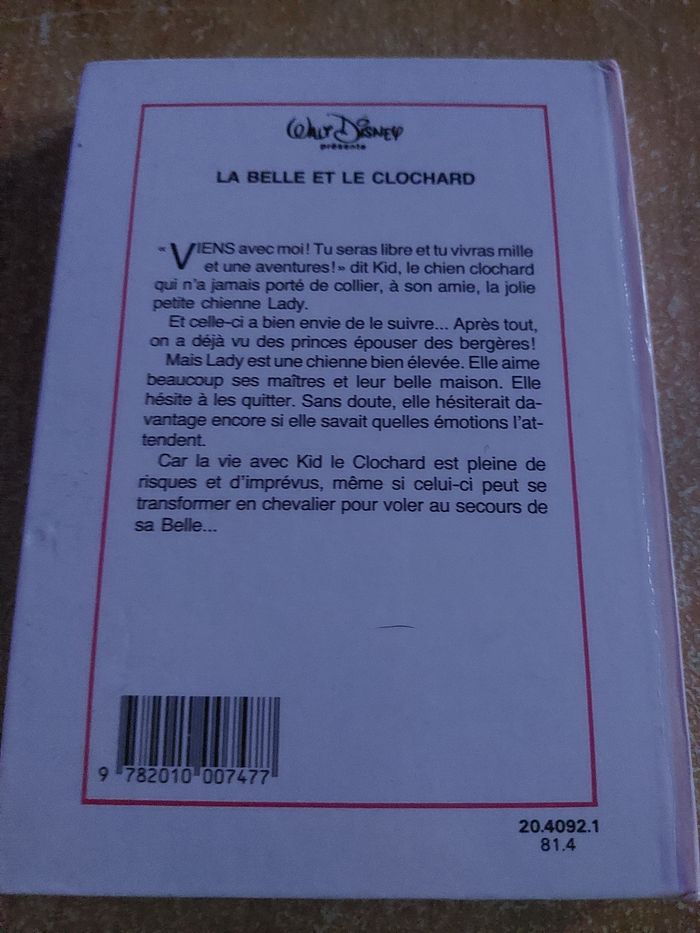 WALT DISNEY
présente
LA BELLE ET LE CLOCHARD
« VIENS avec moi! Tu seras libre et tu vivras mille
et une aventures!» dit Kid, le chien clochard
qui n'a jamais porté de collier, à son amie, la jolie
petite chienne Lady.
Et celle-ci a bien envie de le suivre... Après tout,
on a déjà vu des princes épouser des bergères!
Mais Lady est une chienne bien élevée. Elle aime
beaucoup ses maîtres et leur belle maison. Elle
hésite à les quitter. Sans doute, elle hésiterait da-
vantage encore si elle savait quelles émotions l'at-
tendent.
Car la vie avec Kid le Clochard est pleine de
risques et d'imprévus, même si celui-ci peut se
transformer en chevalier pour voler au secours de
sa Belle...
9 782010 007477
20.4092.1
81.4